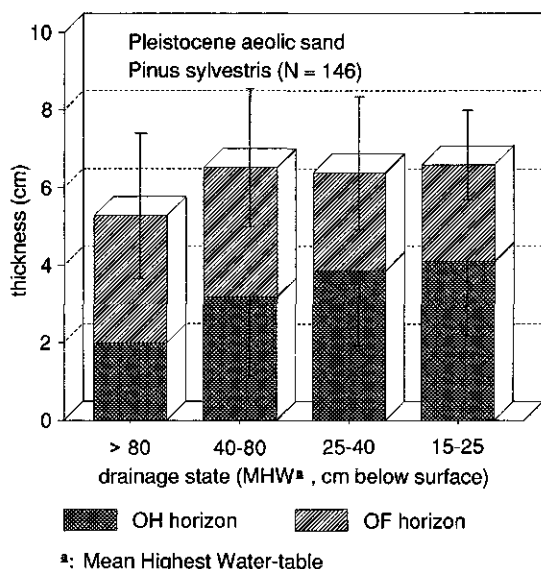 10
8
6
4
2
0
thickness (cm)
Pleistocene aeolic sand
Pinus sylvestris (N = 146)
> 80 40-80 25-40 15-25
drainage state (MHWª , cm below surface)
OH horizon OF horizon
ª: Mean Highest Water-table